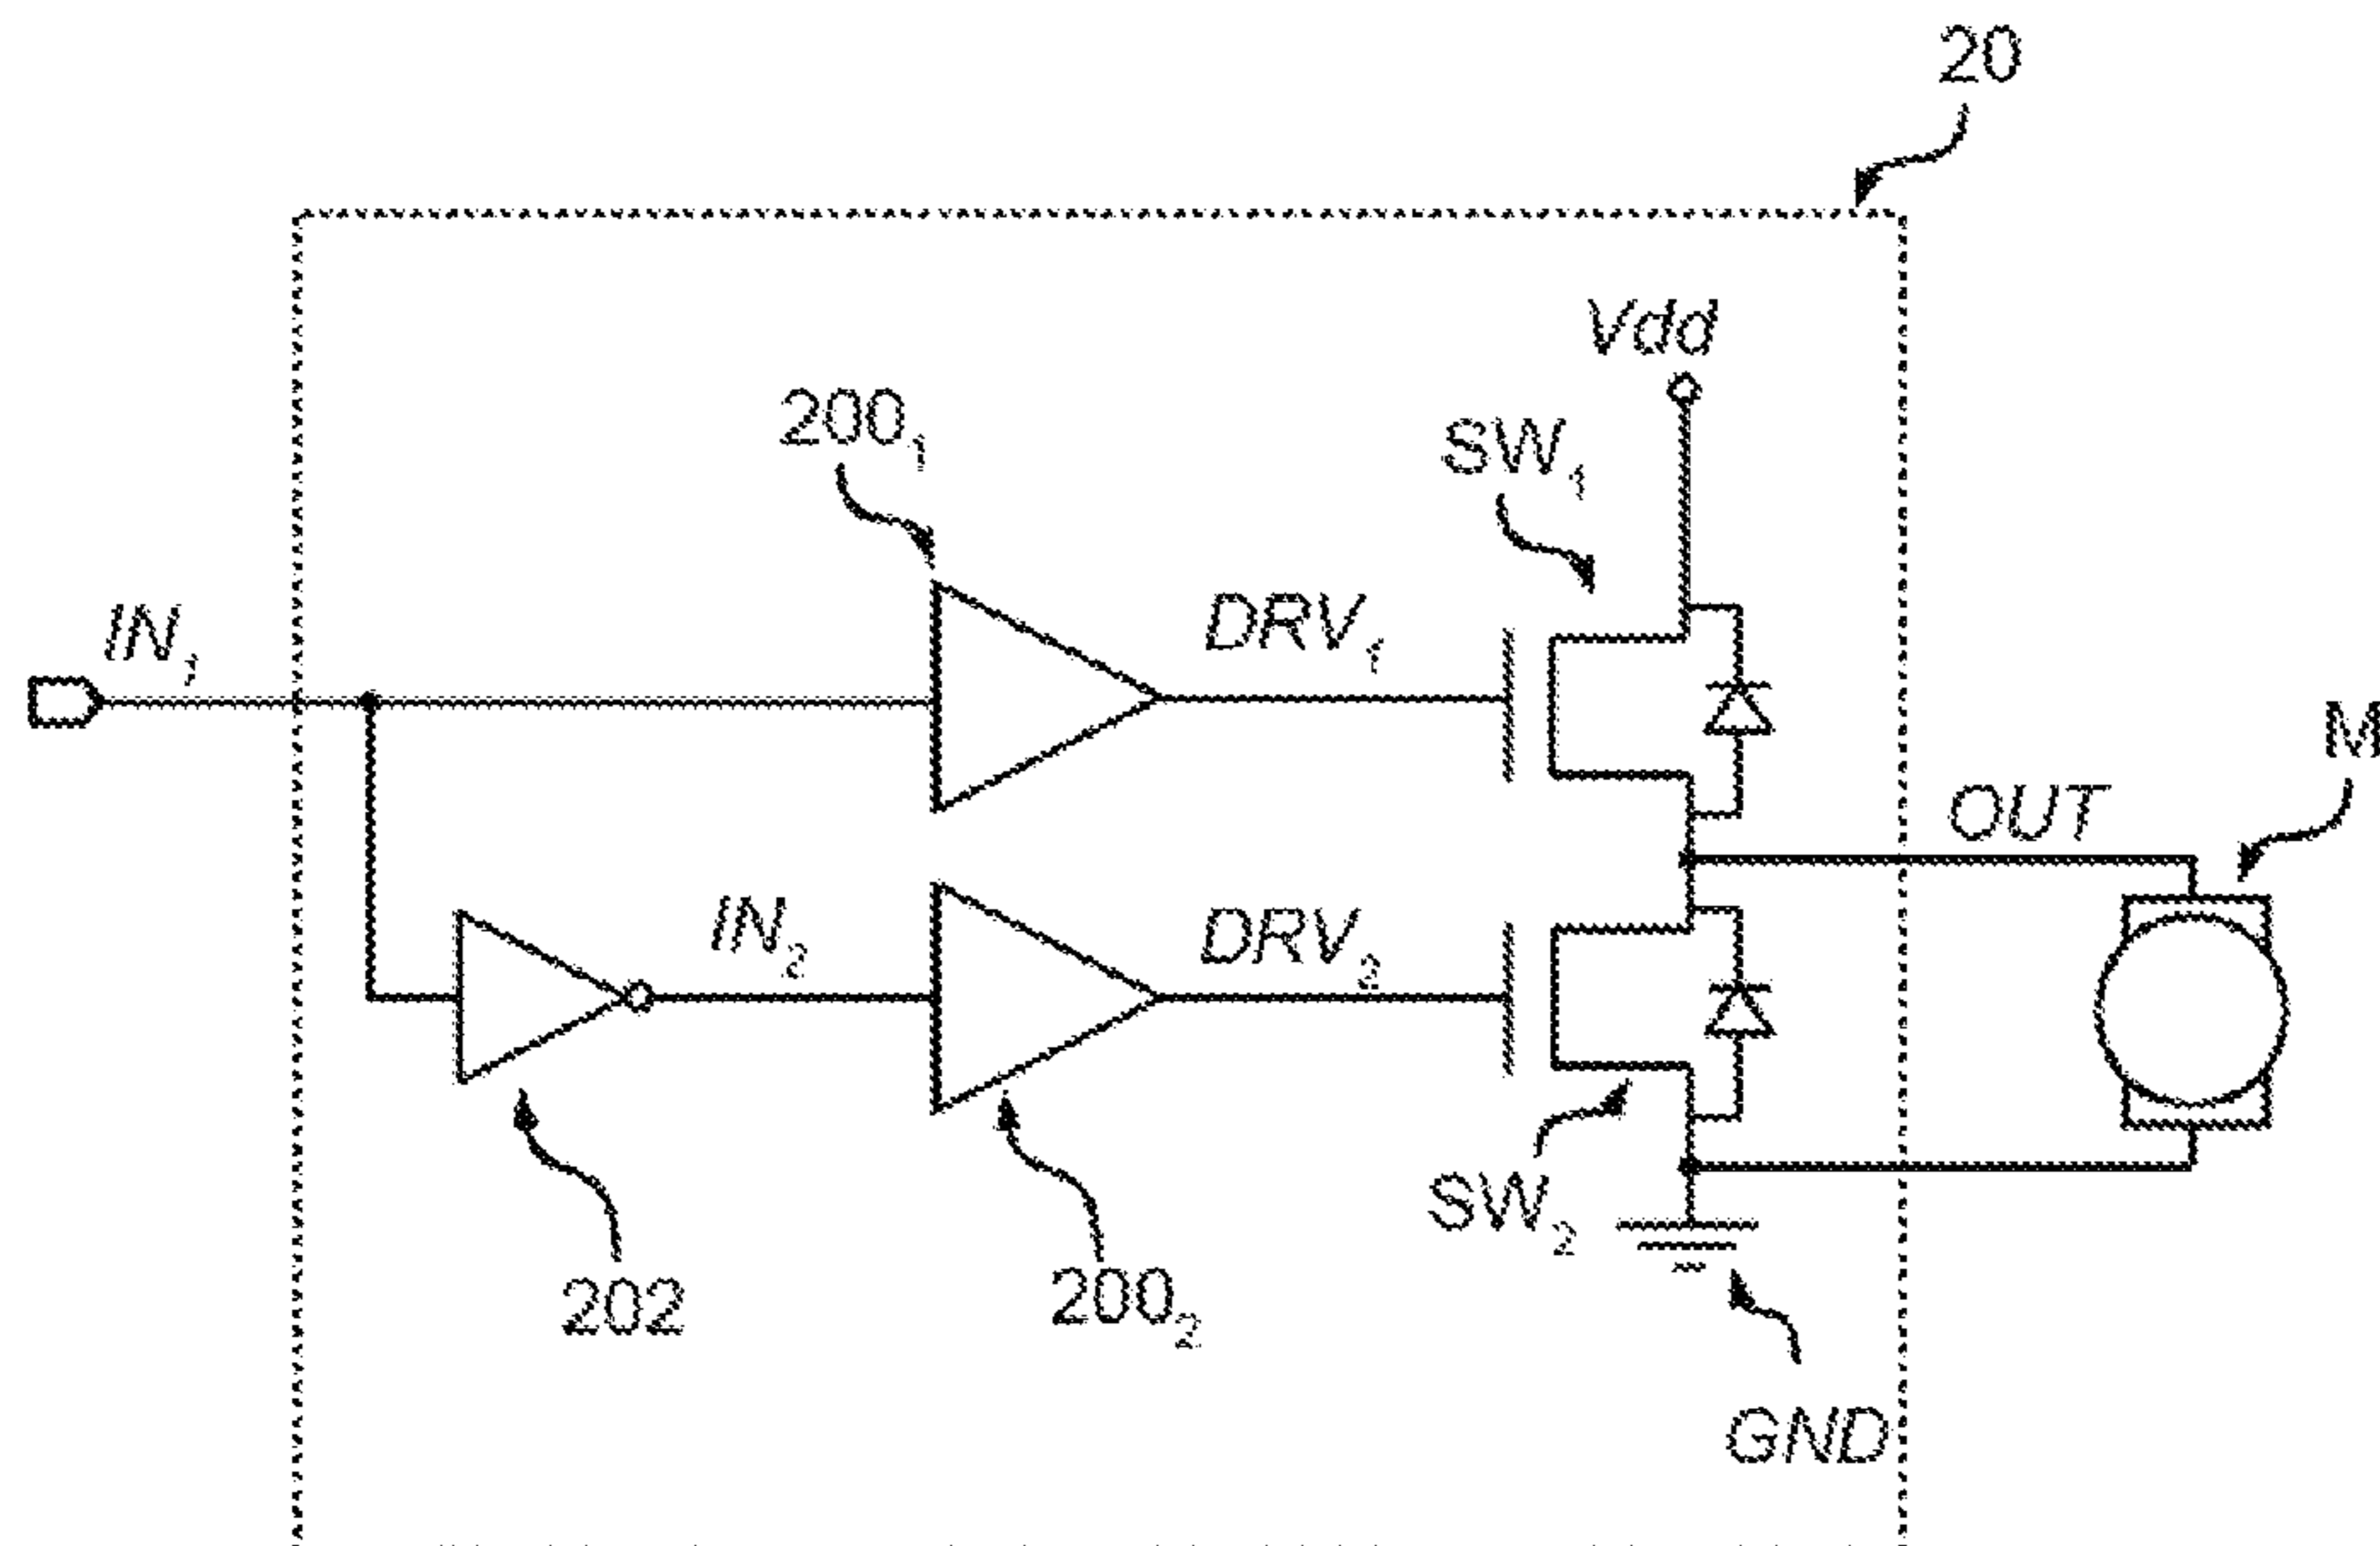 20
Vdd
200₁
SW₁
IN₁
DRV₁
M
OUT
IN₂
DRV₂
SW₂
202
200₂
GND